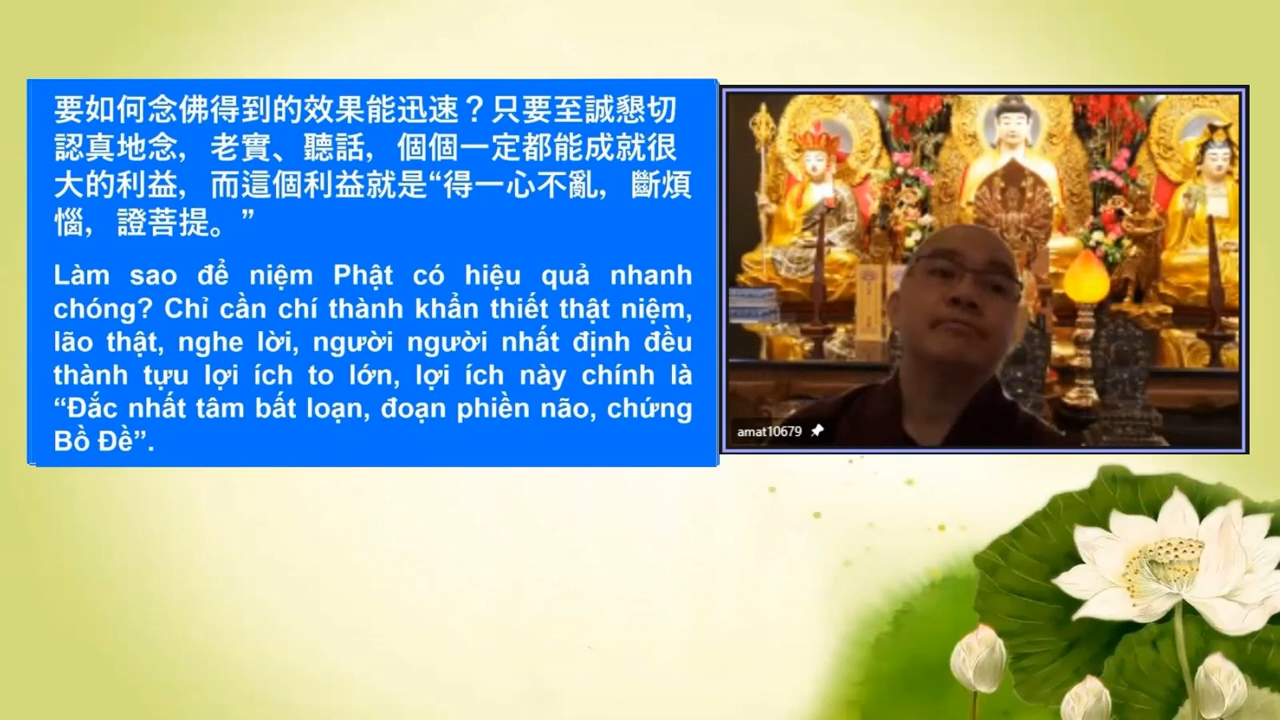 要如何念佛得到的效果能迅速？只要至誠懇切
認真地念，老實、聽話，個個一定都能成就很
大的利益，而這個利益就是“得一心不亂，斷煩
惱，證菩提。”
Làm sao để niệm Phật có hiệu quả nhanh
chóng? Chỉ cần chí thành khẩn thiết thật niệm,
lão thật, nghe lời, người người nhất định đều
thành tựu lợi ích to lớn, lợi ích này chính là
“Đắc nhất tâm bất loạn, đoạn phiền não, chứng
Bồ Đề”.
amat10679